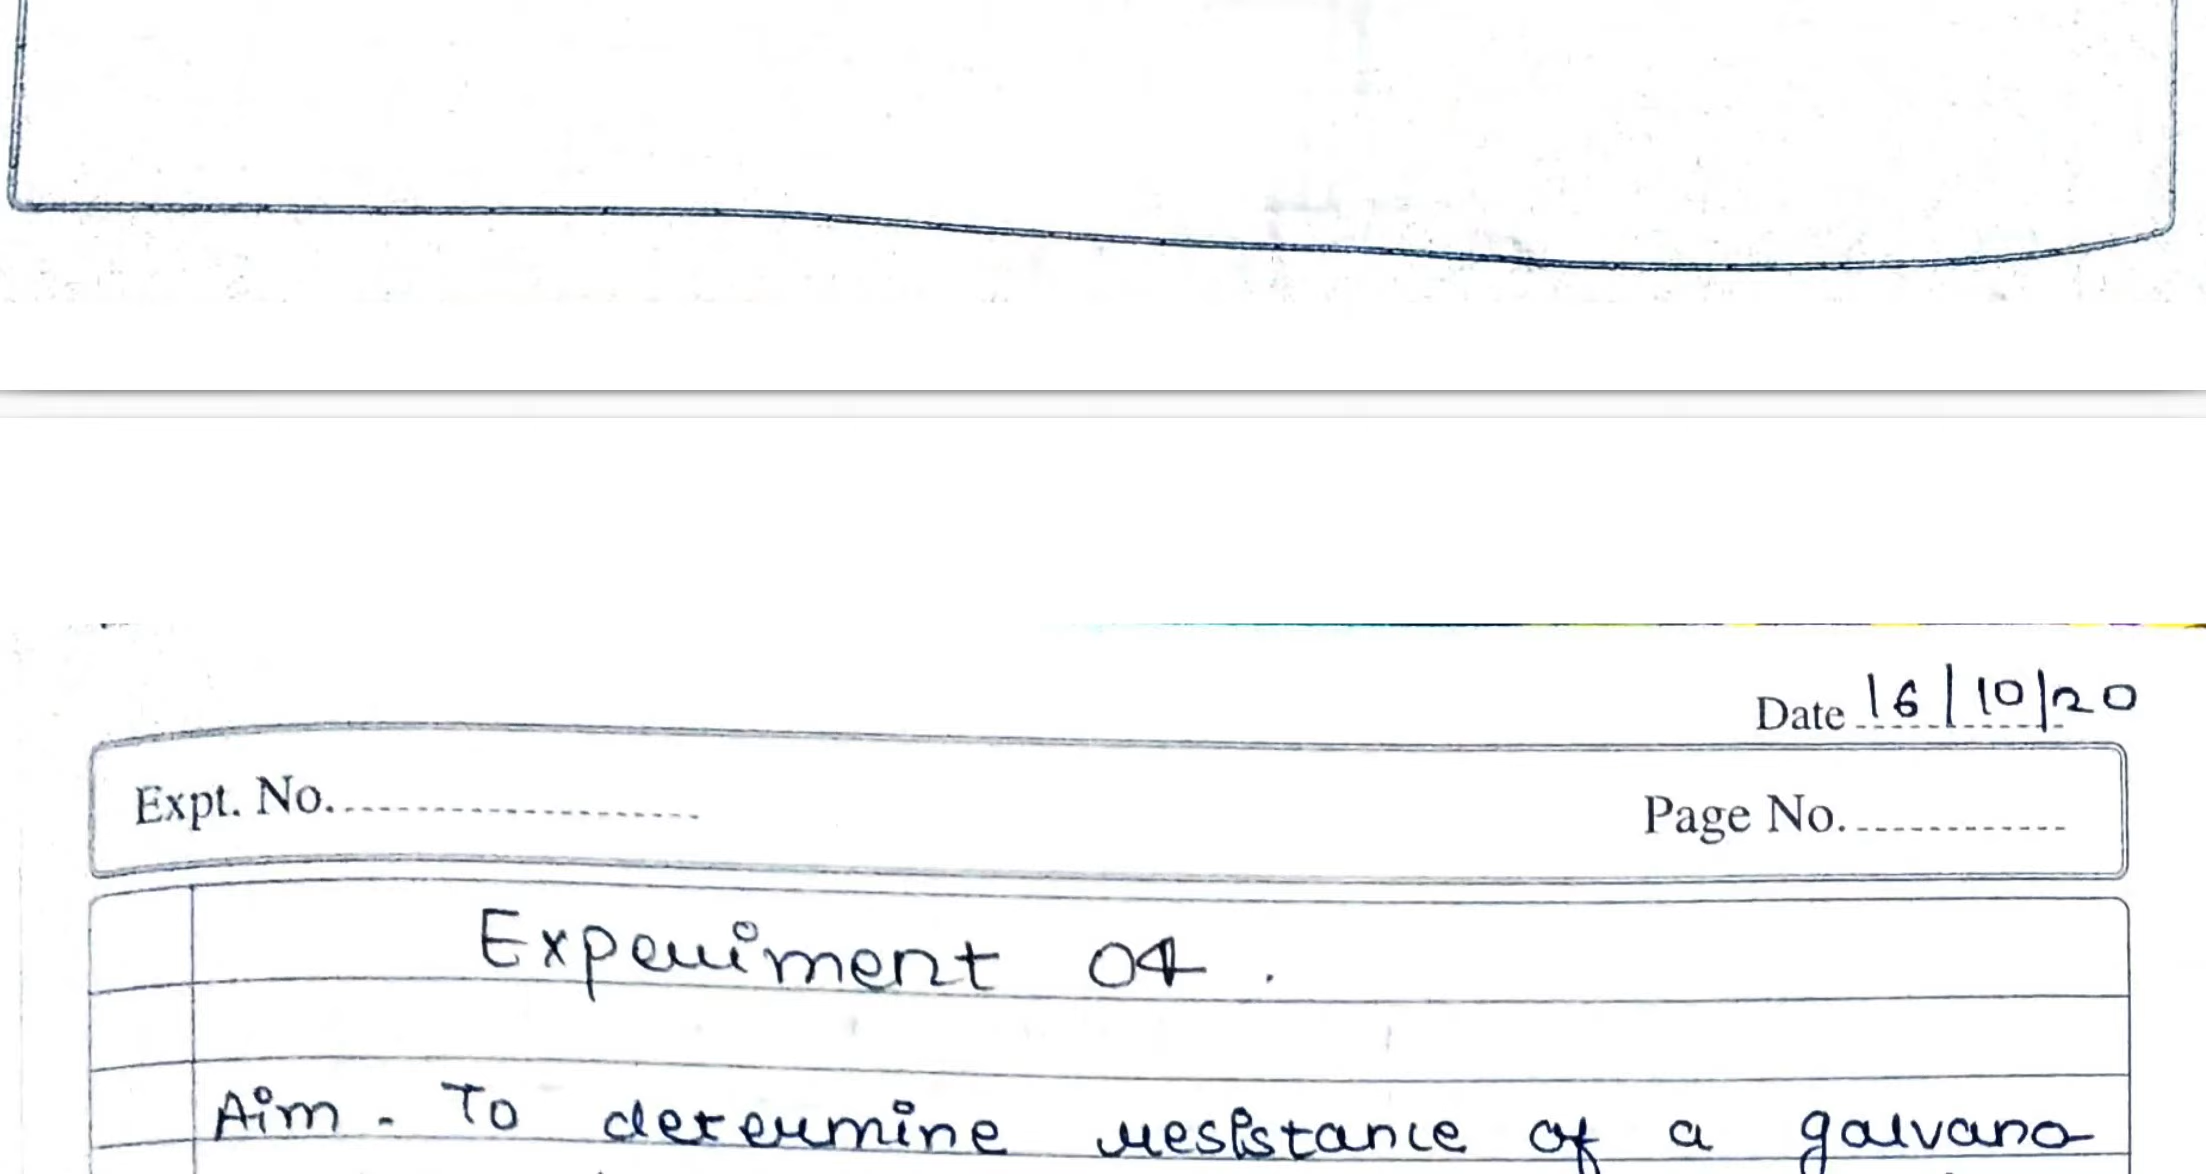 Date 16/10/20
Expt. No.
Page No.
Experiment 04.
Aim - To determine resistance of a galvano